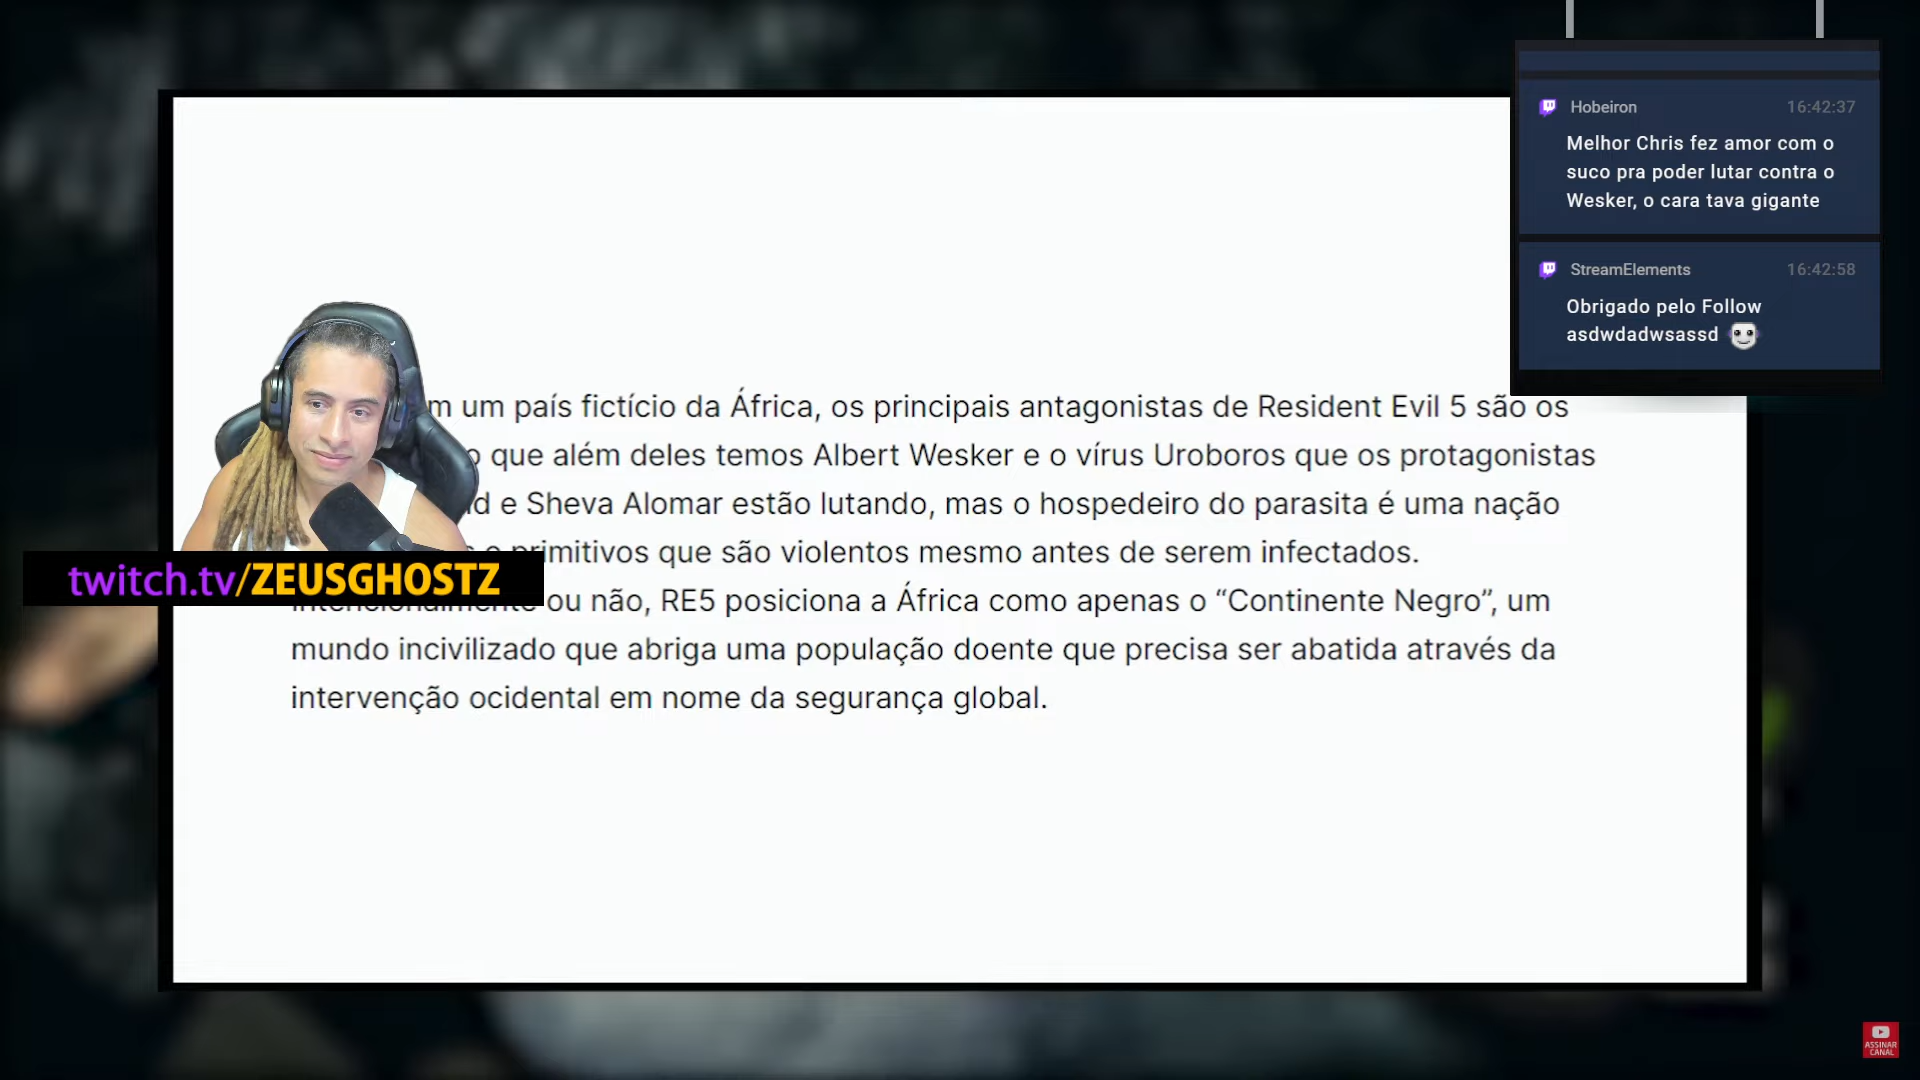 Hobeiron 16:42:37
Melhor Chris fez amor com o
suco pra poder lutar contra o
Wesker, o cara tava gigante
StreamElements 16:42:58
Obrigado pelo Follow
asdwdadwsassd
um país fictício da África, os principais antagonistas de Resident Evil 5 são os
que além deles temos Albert Wesker e o vírus Uroboros que os protagonistas
e Sheva Alomar estão lutando, mas o hospedeiro do parasita é uma nação
primitivos que são violentos mesmo antes de serem infectados.
twitch.tv/ZEUSGHOSTZ
ou não, RE5 posiciona a África como apenas o “Continente Negro”, um
mundo incivilizado que abriga uma população doente que precisa ser abatida através da
intervenção ocidental em nome da segurança global.
ASSINAR
CANAL